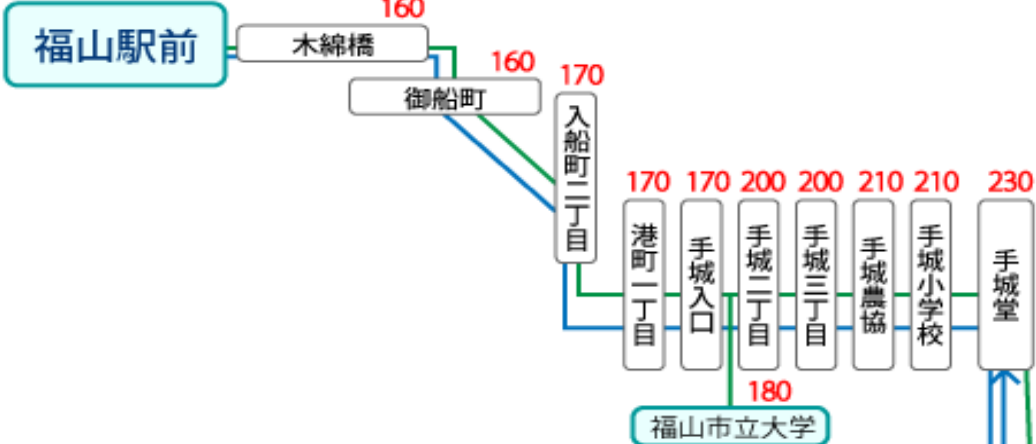 福山駅前
160
木綿橋
160
御船町
170
入船町二丁目
170
港町一丁目
170
手城入口
200
手城二丁目
200
手城三丁目
210
手城農協
210
手城小学校
230
手城堂
180
福山市立大学